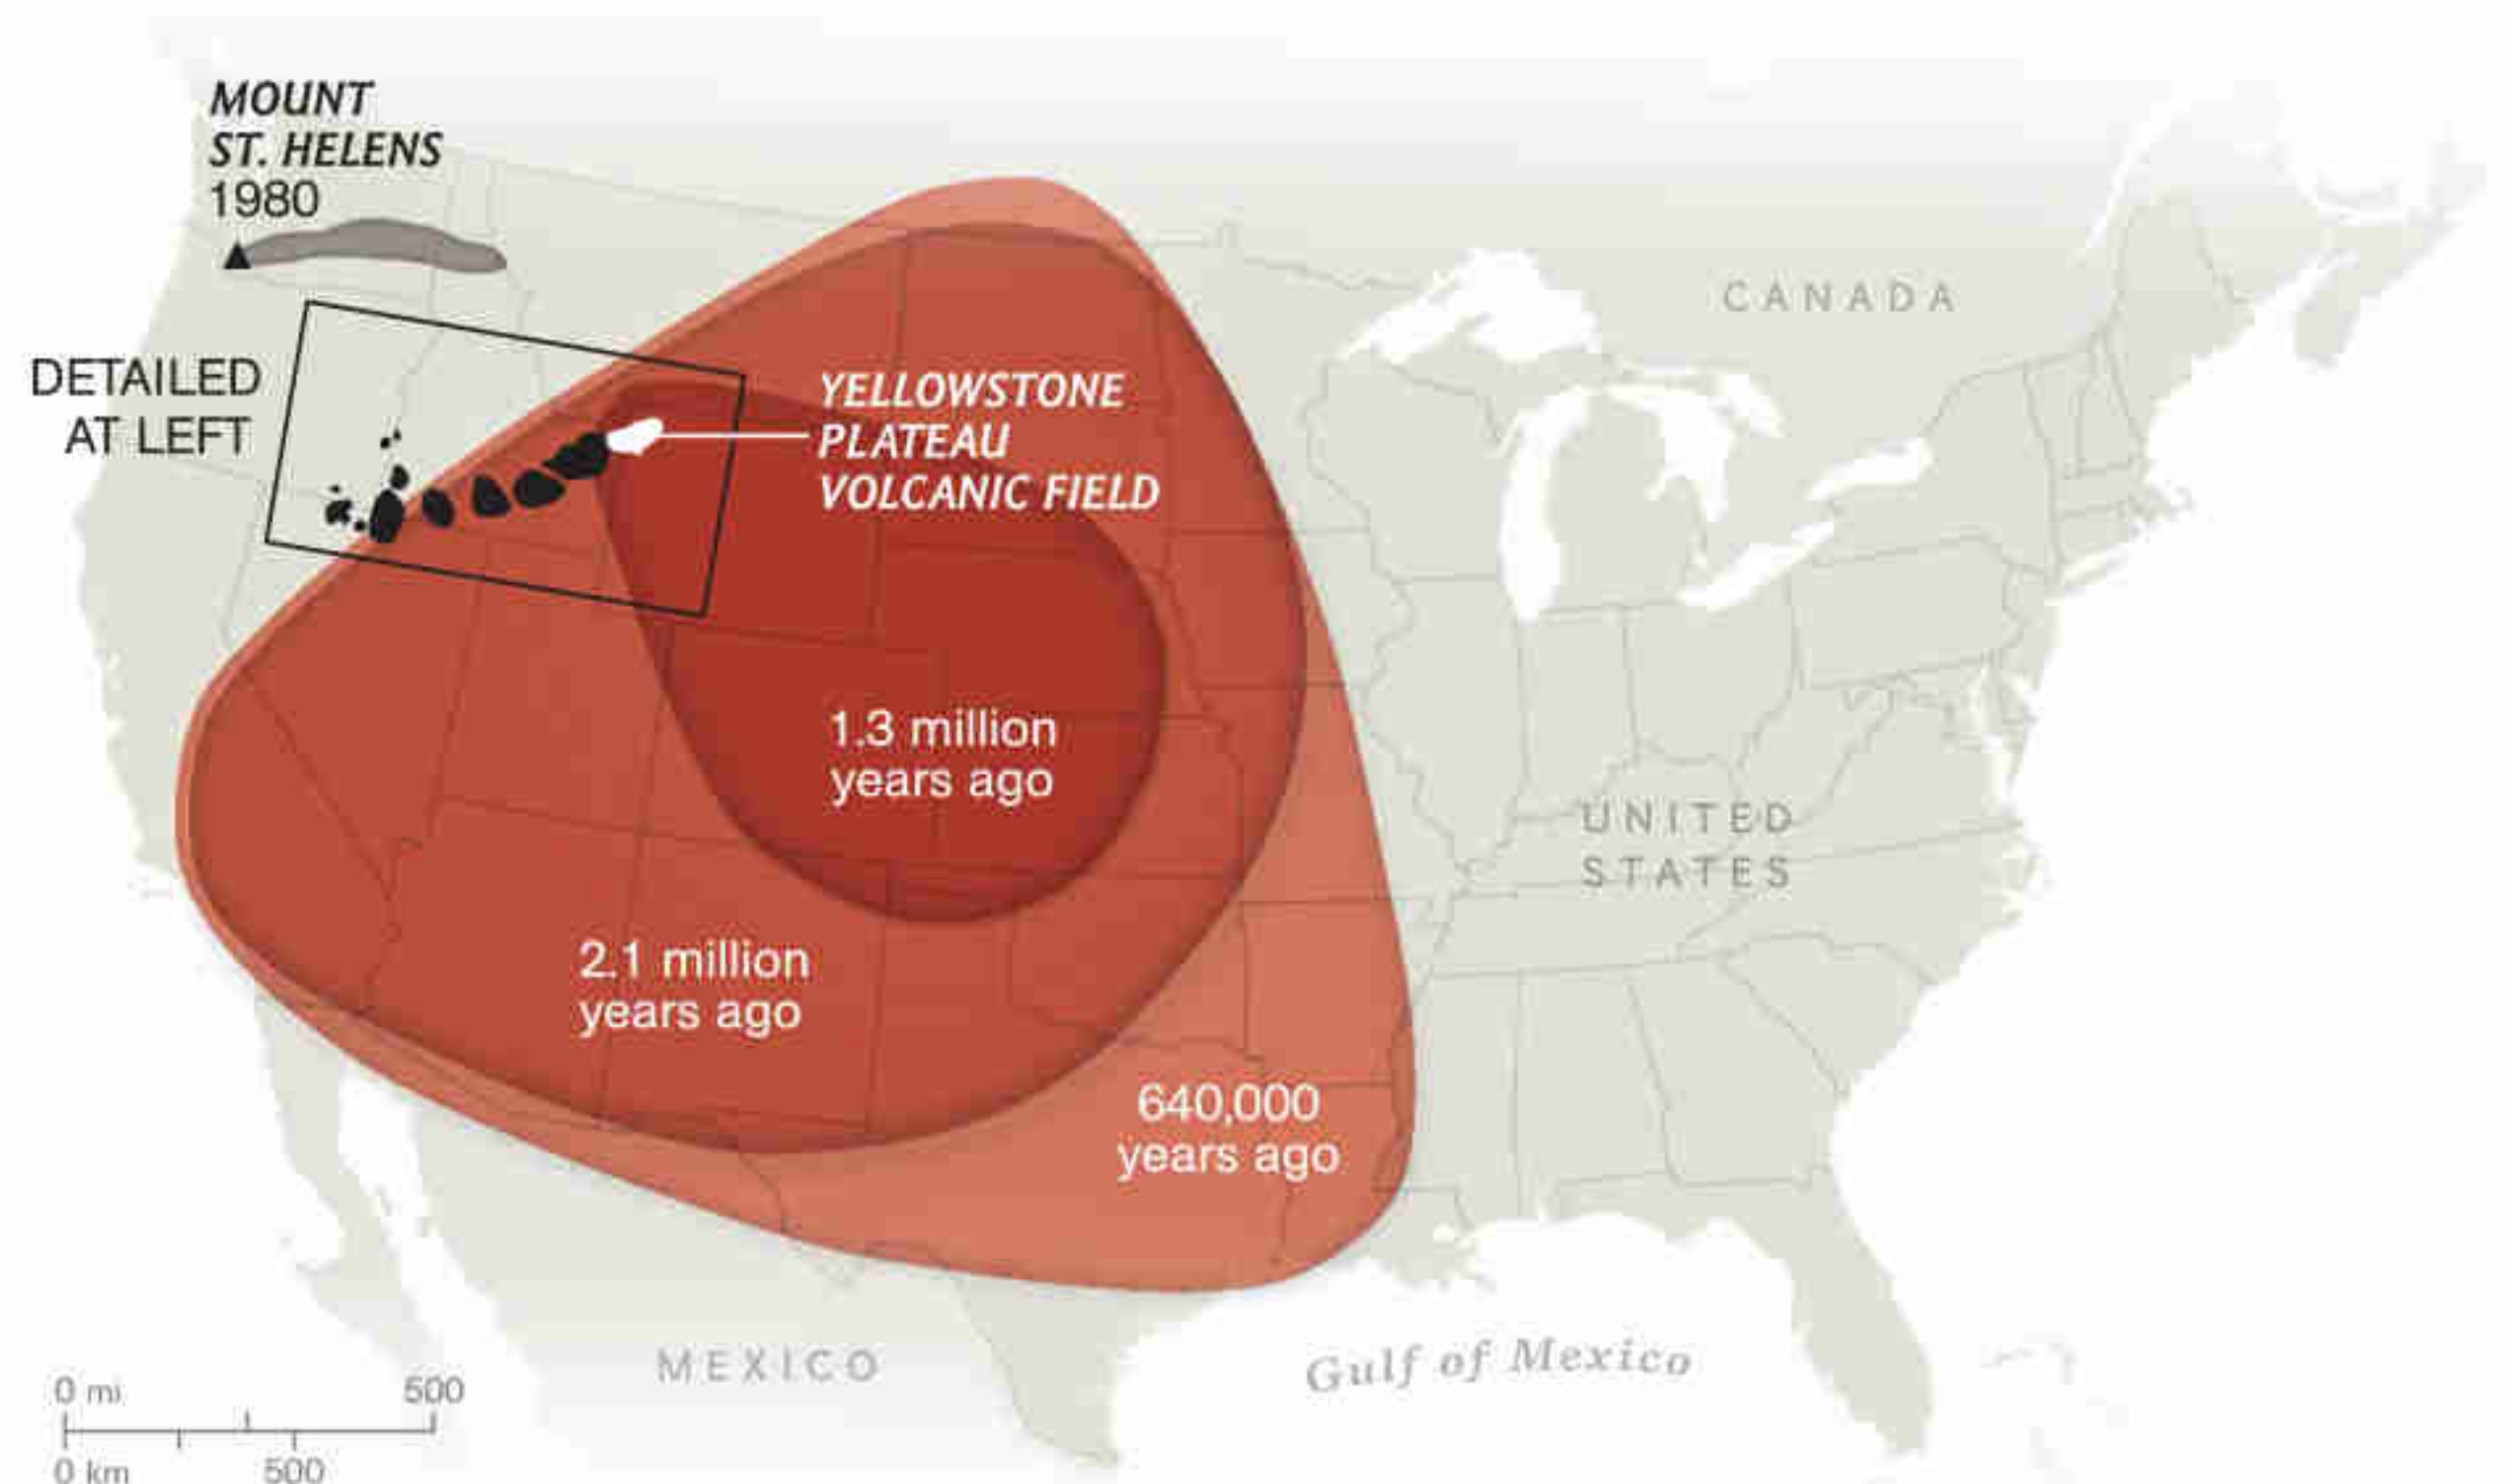 MOUNT
ST. HELENS
1980
DETAILED
AT LEFT
YELLOWSTONE
PLATEAU
VOLCANIC FIELD
CANADA
1.3 million
years ago
UNITED
STATES
2.1 million
years ago
640,000
years ago
MEXICO
Gulf of Mexico
0 mi 500
0 km 500